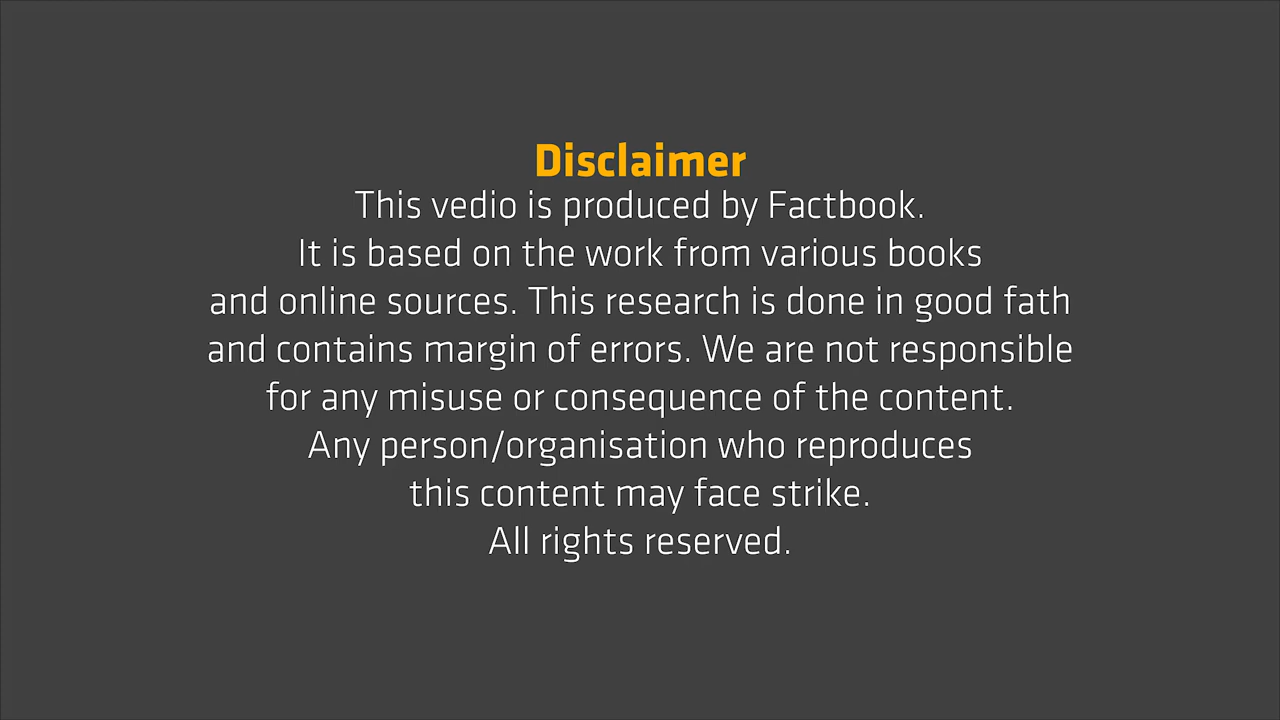 Disclaimer
This vedio is produced by Factbook.
It is based on the work from various books
and online sources. This research is done in good fath
and contains margin of errors. We are not responsible
for any misuse or consequence of the content.
Any person/organisation who reproduces
this content may face strike.
All rights reserved.